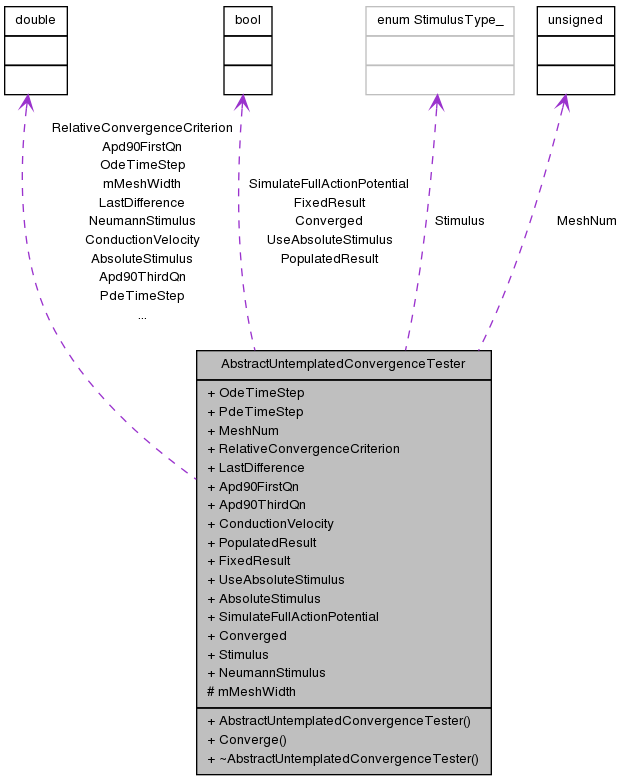 double
bool
enum StimulusType_
unsigned
RelativeConvergenceCriterion
Apd90FirstQn
OdeTimeStep
mMeshWidth
LastDifference
NeumannStimulus
ConductionVelocity
AbsoluteStimulus
Apd90ThirdQn
PdeTimeStep
...
SimulateFullActionPotential
FixedResult
Converged
UseAbsoluteStimulus
PopulatedResult
Stimulus
MeshNum
AbstractUntemplatedConvergenceTester
+ OdeTimeStep
+ PdeTimeStep
+ MeshNum
+ RelativeConvergenceCriterion
+ LastDifference
+ Apd90FirstQn
+ Apd90ThirdQn
+ ConductionVelocity
+ PopulatedResult
+ FixedResult
+ UseAbsoluteStimulus
+ AbsoluteStimulus
+ SimulateFullActionPotential
+ Converged
+ Stimulus
+ NeumannStimulus
# mMeshWidth
+ AbstractUntemplatedConvergenceTester()
+ Converge()
+ ~AbstractUntemplatedConvergenceTester()